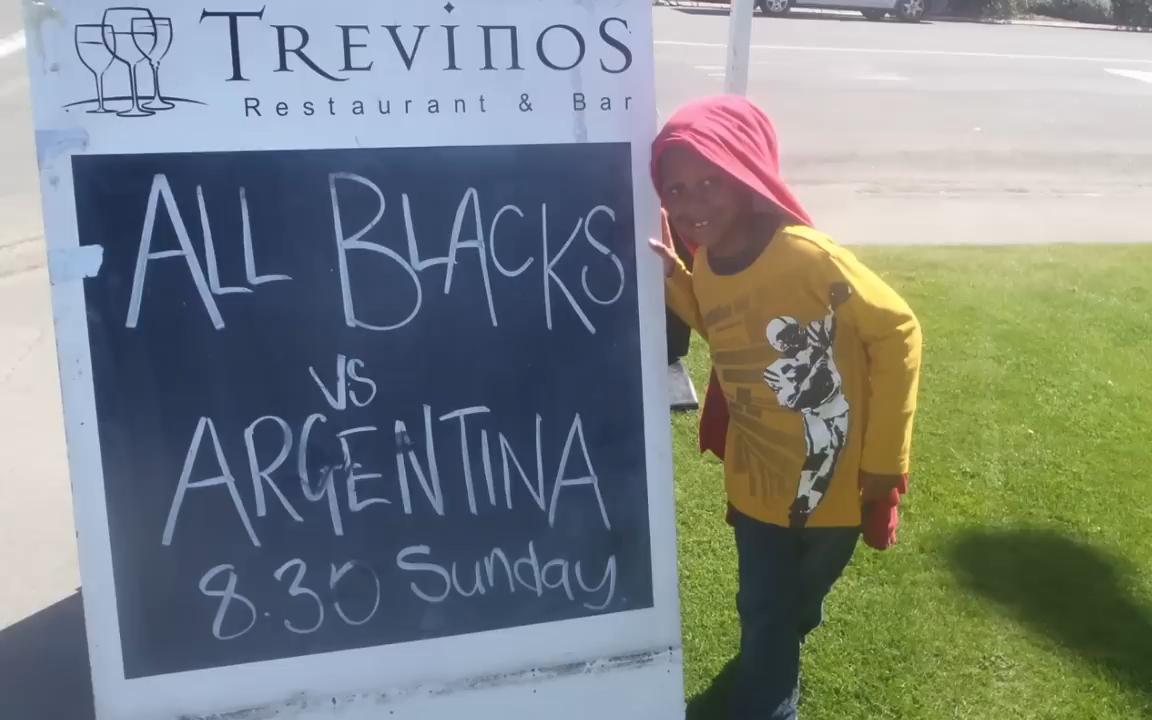 TREVINOS
Restaurant & Bar
ALL BLACKS
VS
ARGENTINA
8.30 Sunday